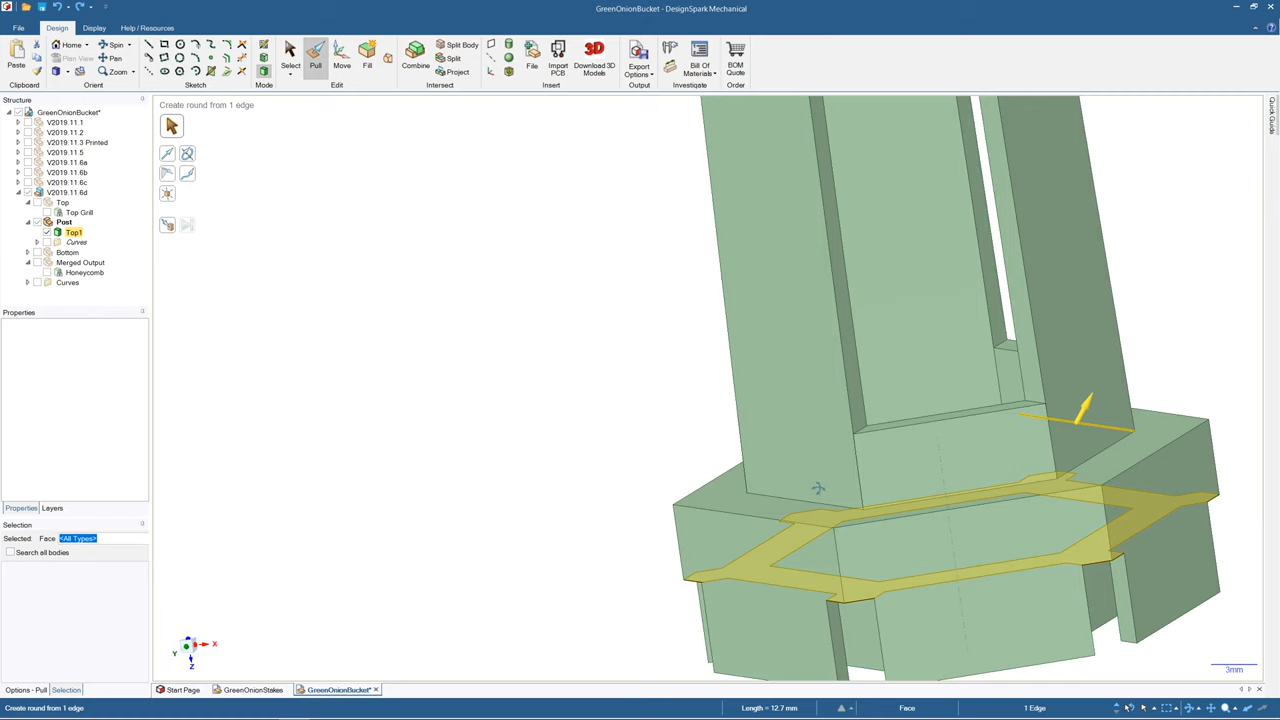 GreenOnionBucket - DesignSpark Mechanical
File Design Display Help / Resources
Home Spin
Plan View Pan
Zoom
Paste
Select Pull Move Fill
Combine
Split Body
Split
Project
File Import PCB Download 3D Models
Export Options
Bill Of Materials
BOM Quote
Clipboard Orient Sketch Mode Edit Intersect Insert Output Investigate Order
Structure
GreenOnionBucket*
V2019.11.1
V2019.11.2
V2019.11.3 Printed
V2019.11.5
V2019.11.6a
V2019.11.6b
V2019.11.6c
V2019.11.6d
Top
Top Grill
Post
Top1
Curves
Bottom
Merged Output
Honeycomb
Curves
Properties
Properties Layers
Selection
Selected: Face <All Types>
Search all bodies
Options - Pull Selection
Create round from 1 edge
Quick Guide
X
Y
Z
3mm
Start Page GreenOnionStakes GreenOnionBucket*
Create round from 1 edge Length = 12.7 mm Face 1 Edge